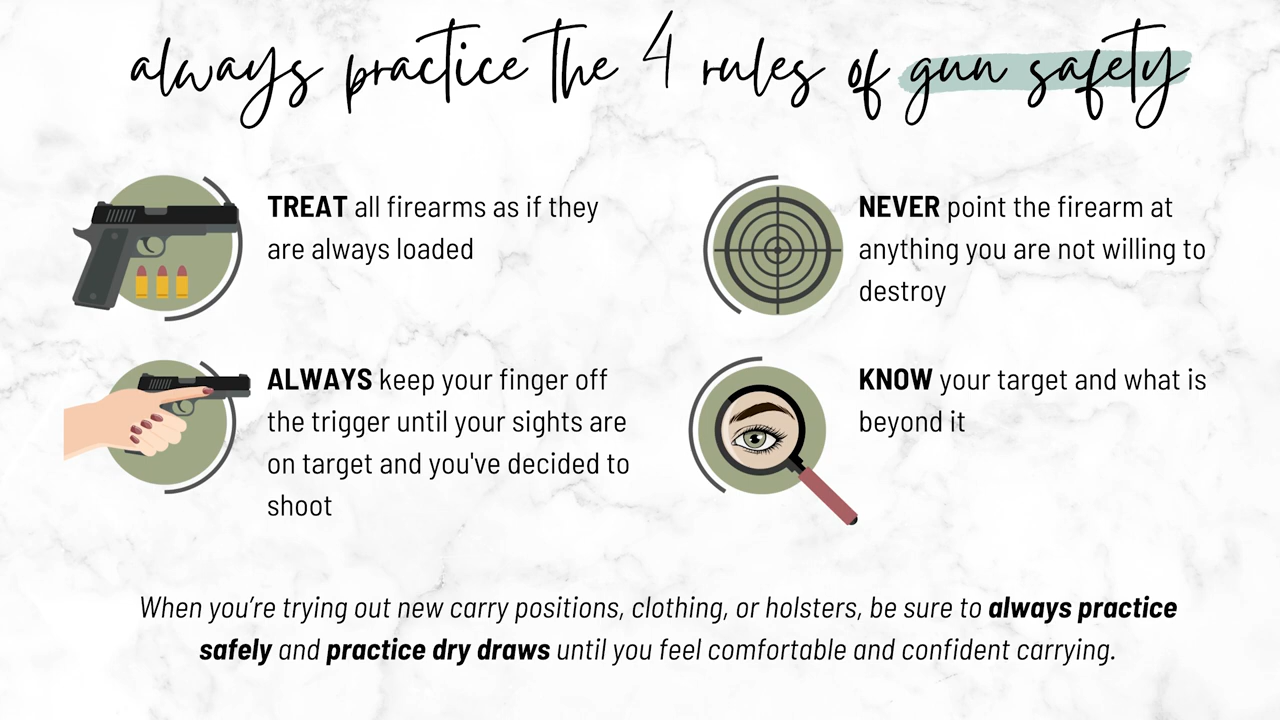 always practice the 4 rules of gun safety
TREAT all firearms as if they
are always loaded
NEVER point the firearm at
anything you are not willing to
destroy
ALWAYS keep your finger off
the trigger until your sights are
on target and you've decided to
shoot
KNOW your target and what is
beyond it
When you’re trying out new carry positions, clothing, or holsters, be sure to always practice
safely and practice dry draws until you feel comfortable and confident carrying.